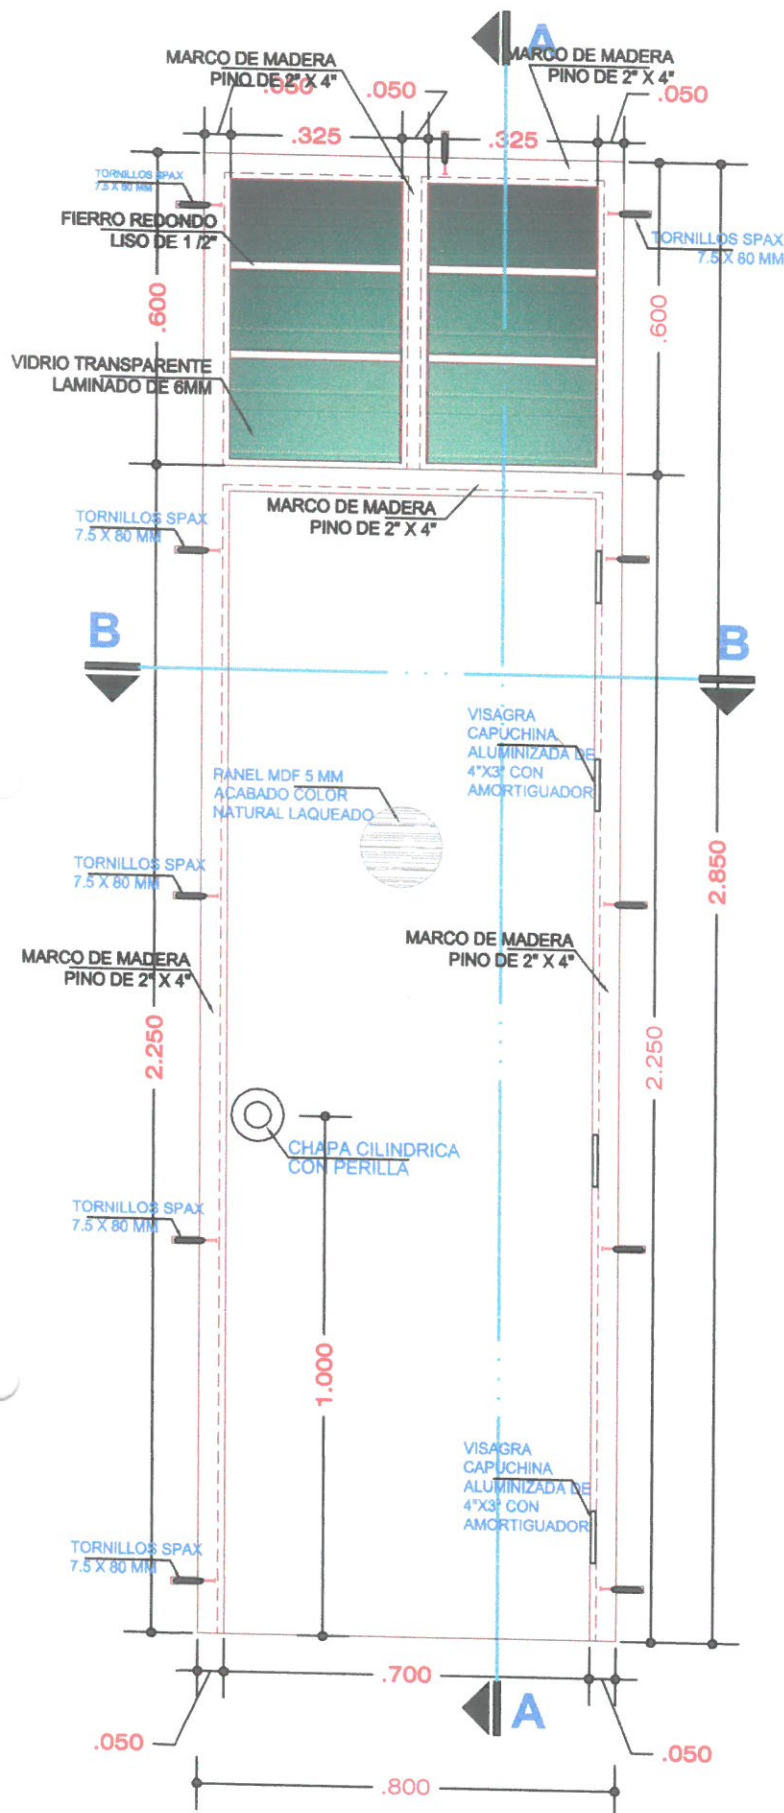 A
MARCO DE MADERA
PINO DE 2" X 4"
MARCO DE MADERA
PINO DE 2" X 4"
.050
.050
.050
.325
.325
TORNILLOS SPAX
7.5 X 80 MM
FIERRO REDONDO
LISO DE 1 /2"
TORNILLOS SPAX
7.5 X 80 MM
.600
.600
VIDRIO TRANSPARENTE
LAMINADO DE 6MM
MARCO DE MADERA
PINO DE 2" X 4"
TORNILLOS SPAX
7.5 X 80 MM
B
B
VISAGRA
CAPUCHINA
ALUMINIZADA DE
4"X3" CON
AMORTIGUADOR
PANEL MDF 5 MM
ACABADO COLOR
NATURAL LAQUEADO
2.850
TORNILLOS SPAX
7.5 X 80 MM
MARCO DE MADERA
PINO DE 2" X 4"
MARCO DE MADERA
PINO DE 2" X 4"
2.250
2.250
CHAPA CILINDRICA
CON PERILLA
TORNILLOS SPAX
7.5 X 80 MM
1.000
VISAGRA
CAPUCHINA
ALUMINIZADA DE
4"X3" CON
AMORTIGUADOR
TORNILLOS SPAX
7.5 X 80 MM
.700
A
.050
.050
.800